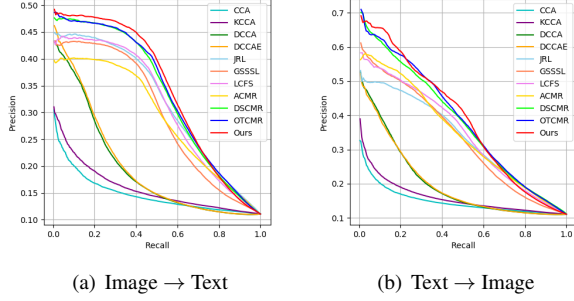 0.50
0.45
0.40
0.35
0.30
0.25
0.20
0.15
0.10
Precision
0.0 0.2 0.4 0.6 0.8 1.0
Recall
CCA
KCCA
DCCA
DCCAE
JRL
GSSSL
LCFS
ACMR
DSCMR
OTCMR
Ours
(a) Image → Text
0.7
0.6
0.5
0.4
0.3
0.2
0.1
Precision
0.0 0.2 0.4 0.6 0.8 1.0
Recall
CCA
KCCA
DCCA
DCCAE
JRL
GSSSL
LCFS
ACMR
DSCMR
OTCMR
Ours
(b) Text → Image